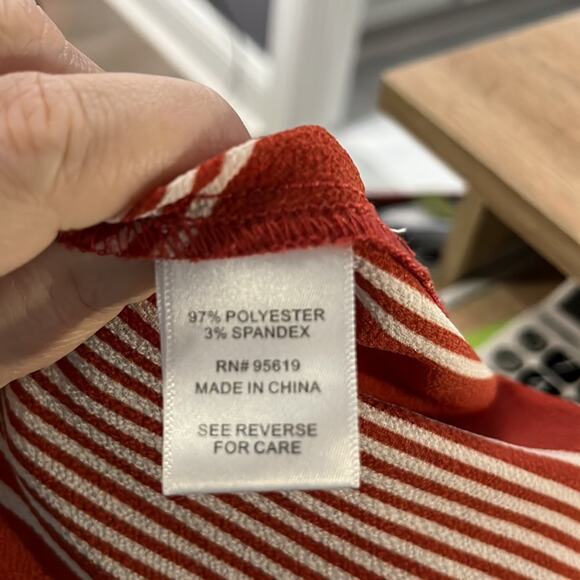 97% POLYESTER
3% SPANDEX
RN# 95619
MADE IN CHINA
SEE REVERSE
FOR CARE